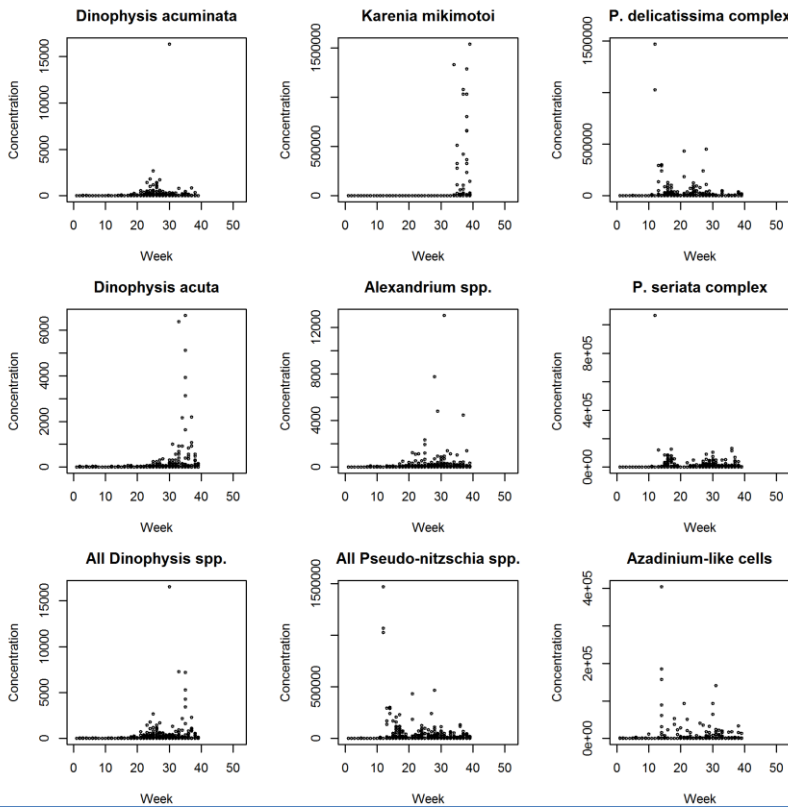 Dinophysis acuminata
Concentration
15000
10000
5000
0
0 10 20 30 40 50
Week
Karenia mikimotoi
Concentration
1500000
500000
0
0 10 20 30 40 50
Week
P. delicatissima complex
Concentration
1500000
500000
0
0 10 20 30 40 50
Week
Dinophysis acuta
Concentration
6000
4000
2000
0
0 10 20 30 40 50
Week
Alexandrium spp.
Concentration
12000
8000
4000
0
0 10 20 30 40 50
Week
P. seriata complex
Concentration
8e+05
4e+05
0e+00
0 10 20 30 40 50
Week
All Dinophysis spp.
Concentration
15000
10000
5000
0
0 10 20 30 40 50
Week
All Pseudo-nitzschia spp.
Concentration
1500000
500000
0
0 10 20 30 40 50
Week
Azadinium-like cells
Concentration
4e+05
2e+05
0e+00
0 10 20 30 40 50
Week